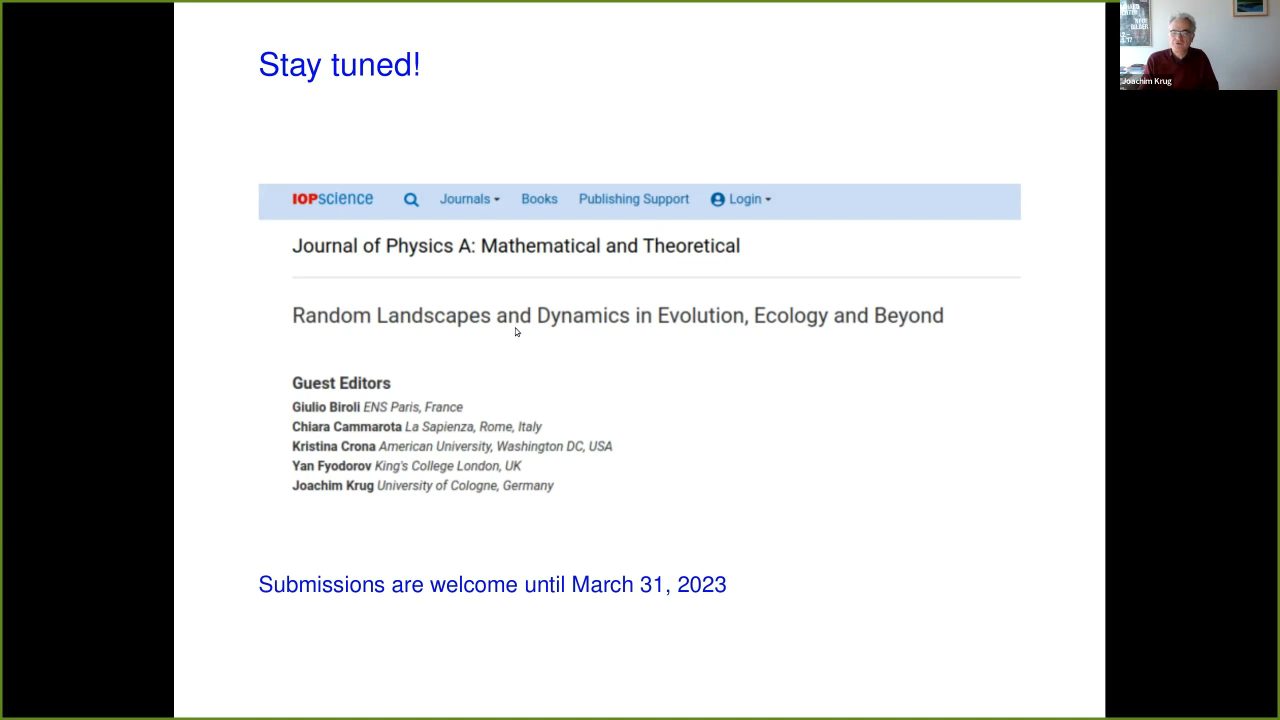 Stay tuned!
IOPscience Journals Books Publishing Support Login
Journal of Physics A: Mathematical and Theoretical
Random Landscapes and Dynamics in Evolution, Ecology and Beyond
Guest Editors
Giulio Biroli ENS Paris, France
Chiara Cammarota La Sapienza, Rome, Italy
Kristina Crona American University, Washington DC, USA
Yan Fyodorov King's College London, UK
Joachim Krug University of Cologne, Germany
Submissions are welcome until March 31, 2023
Joachim Krug